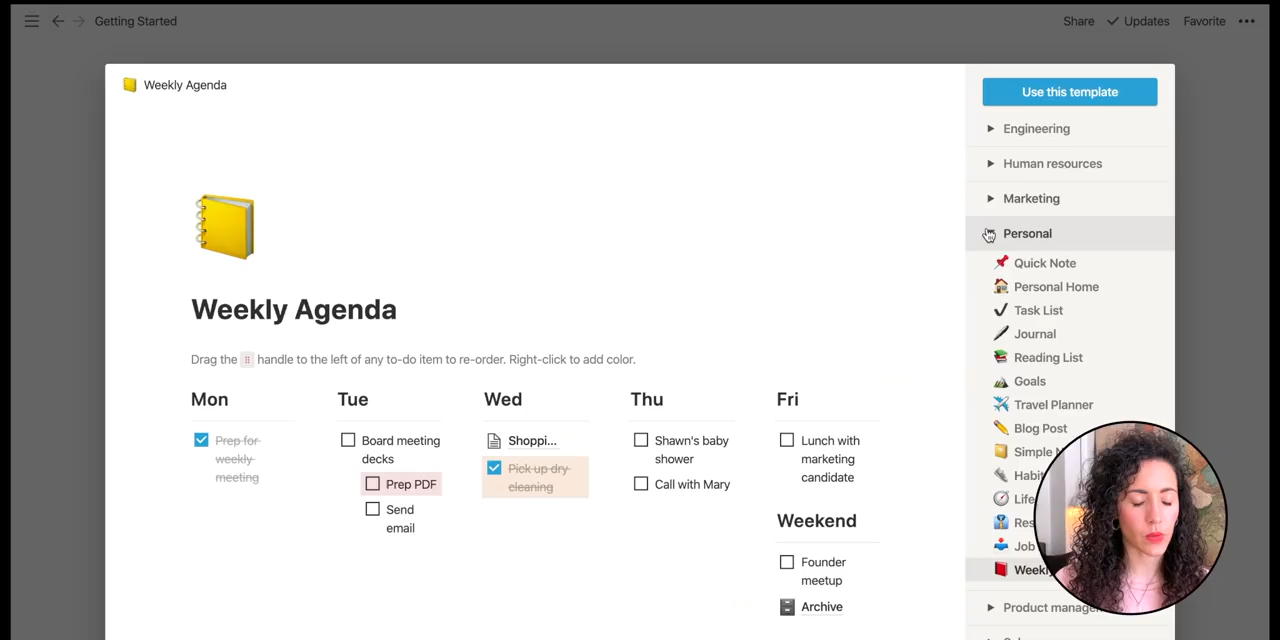 Getting Started
Share
Updates
Favorite
Weekly Agenda
Use this template
Engineering
Human resources
Marketing
Personal
Quick Note
Personal Home
Task List
Journal
Reading List
Goals
Travel Planner
Blog Post
Simple
Job
Product
Weekly Agenda
Drag the handle to the left of any to-do item to re-order. Right-click to add color.
Mon
Prep for
weekly
meeting
Tue
Board meeting
decks
Prep PDF
Send
email
Wed
Shoppi...
Pick up dry
cleaning
Thu
Shawn's baby
shower
Call with Mary
Fri
Lunch with
marketing
candidate
Weekend
Founder
meetup
Archive